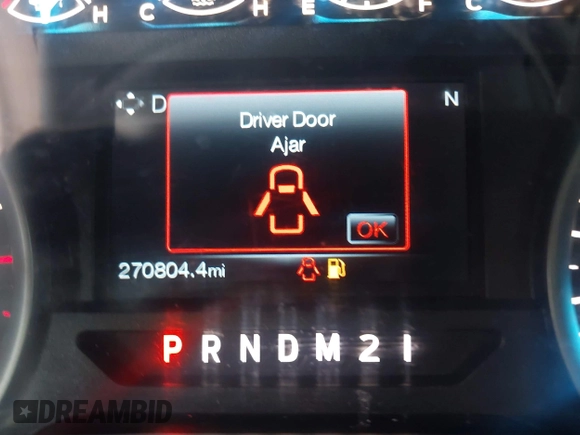 H C H E F C
D N
Driver Door
Ajar
OK
270804.4mi
P R N D M 2 1
DREAMBID